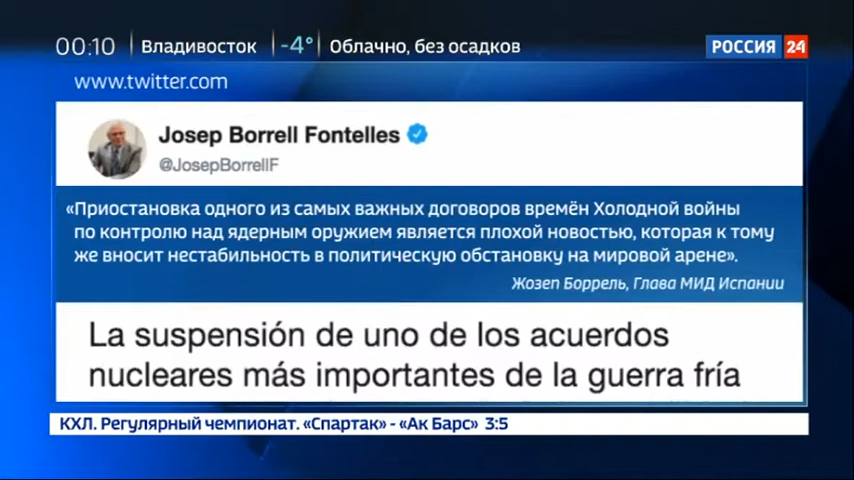 00:10 Владивосток -4° Облачно, без осадков РОССИЯ 24
www.twitter.com
Josep Borrell Fontelles
@JosepBorrellF
«Приостановка одного из самых важных договоров времён Холодной войны
по контролю над ядерным оружием является плохой новостью, которая к тому
же вносит нестабильность в политическую обстановку на мировой арене».
Жозеп Боррель, Глава МИД Испании
La suspensión de uno de los acuerdos
nucleares más importantes de la guerra fría
КХЛ. Регулярный чемпионат. «Спартак» - «Ак Барс» 3:5